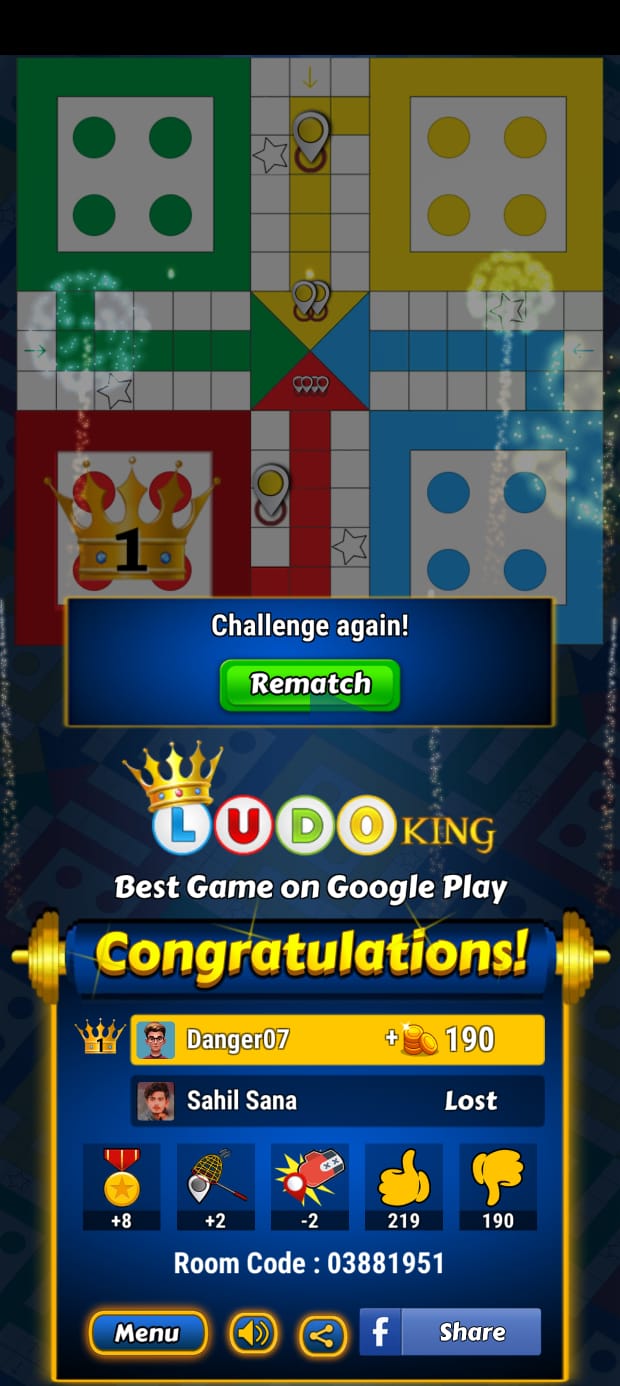 1
Challenge again!
Rematch
LUDO KING
Best Game on Google Play
Congratulations!
1 Danger07 + 190
Sahil Sana Lost
+8 +2 -2 219 190
Room Code : 03881951
Menu f Share